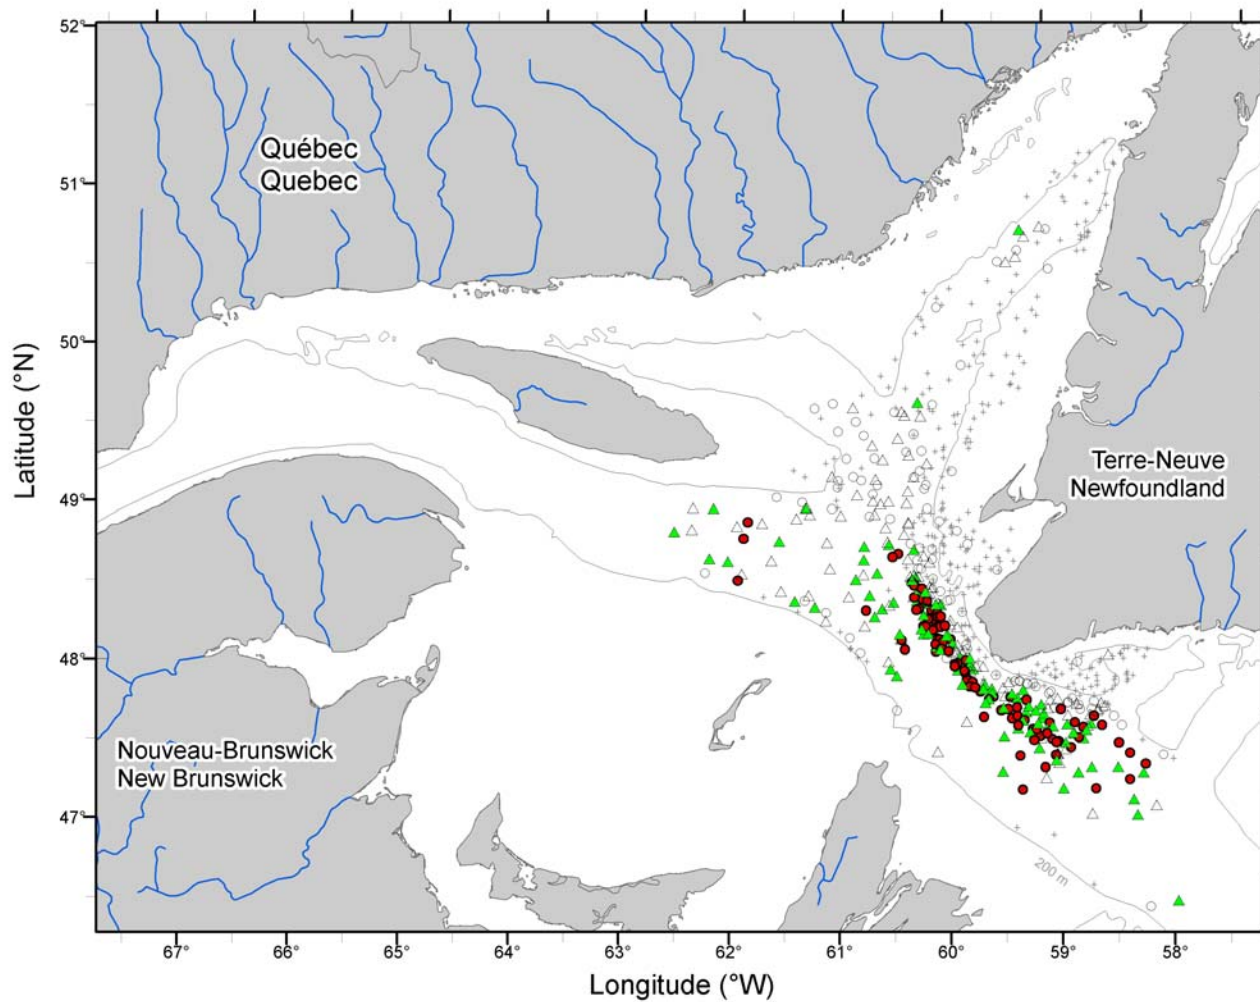 52°
Québec
Quebec
51°
50°
Latitude (°N)
Terre-Neuve
Newfoundland
49°
48°
Nouveau-Brunswick
New Brunswick
47°
200 m
67° 66° 65° 64° 63° 62° 61° 60° 59° 58°
Longitude (°W)